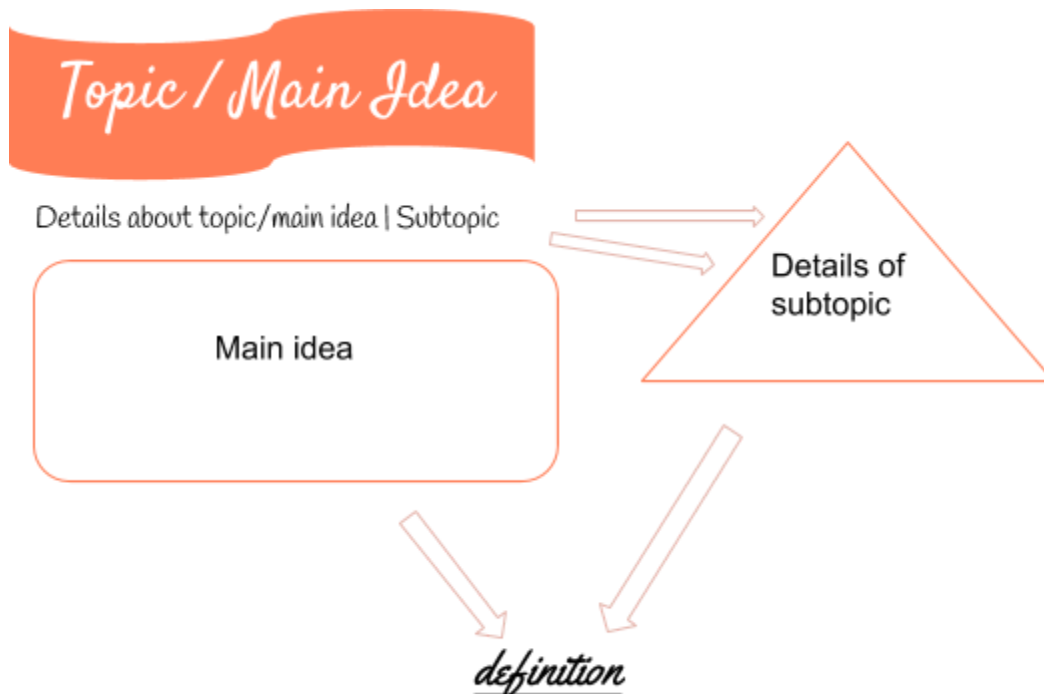 Topic / Main Idea
Details about topic/main idea | Subtopic
Details of
subtopic
Main idea
definition